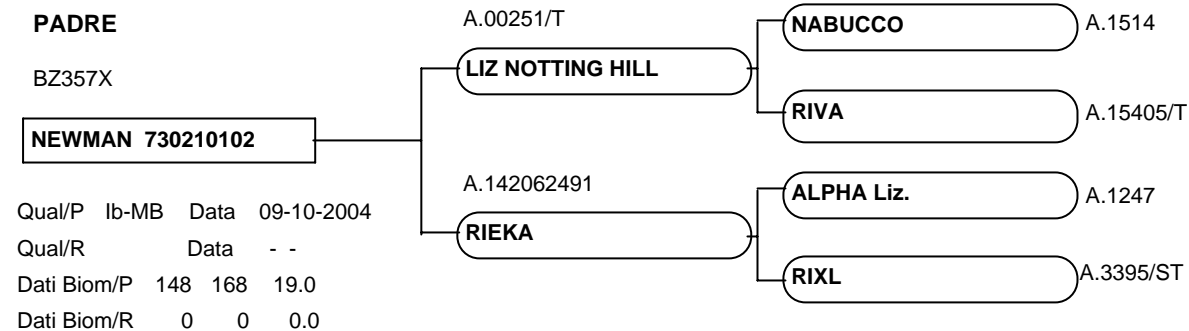 PADRE
A.00251/T
NABUCCO
A.1514
BZ357X
LIZ NOTTING HILL
RIVA
A.15405/T
NEWMAN 730210102
A.142062491
ALPHA Liz.
A.1247
RIEKA
RIXL
A.3395/ST
Qual/P Ib-MB Data 09-10-2004
Qual/R Data - -
Dati Biom/P 148 168 19.0
Dati Biom/R 0 0 0.0